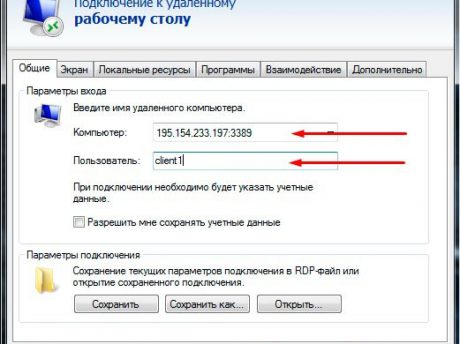 Подключение к удаленному
рабочему столу
Общие Экран Локальные ресурсы Программы Взаимодействие Дополнительно
Параметры входа
Введите имя удаленного компьютера.
Компьютер: 195.154.233.197:3389
Пользователь: client1
При подключении необходимо будет указать учетные
данные.
Разрешить мне сохранять учетные данные
Параметры подключения
Сохранение текущих параметров подключения в RDP-файл или
открытие сохраненного подключения.
Сохранить Сохранить как... Открыть...